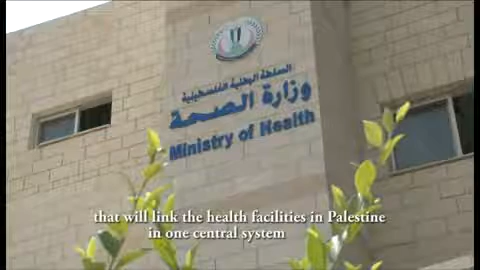 السلطة الوطنية الفلسطينية
وزارة الصحة
Ministry of Health
that will link the health facilities in Palestine
in one central system